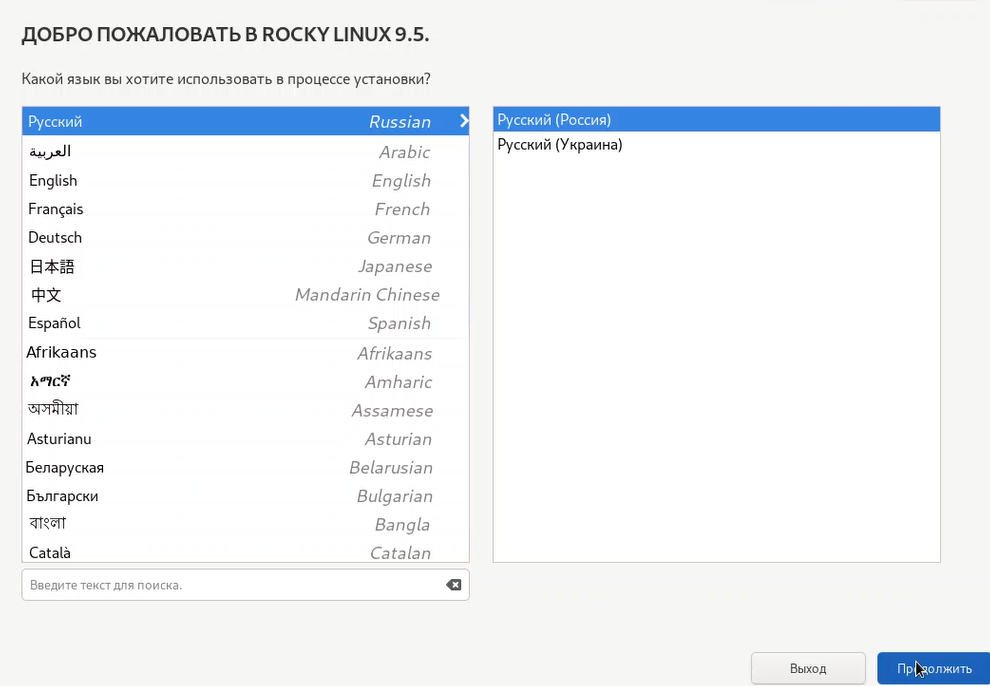 ДОБРО ПОЖАЛОВАТЬ В ROCKY LINUX 9.5.
Какой язык вы хотите использовать в процессе установки?
Русский Russian
العربية Arabic
English English
Français French
Deutsch German
日本語 Japanese
中文 Mandarin Chinese
Español Spanish
Afrikaans Afrikaans
አማርኛ Amharic
অসমীয়া Assamese
Asturianu Asturian
Беларуская Belarusian
Български Bulgarian
বাংলা Bangla
Català Catalan
Русский (Россия)
Русский (Украина)
Введите текст для поиска.
Выход
Продолжить